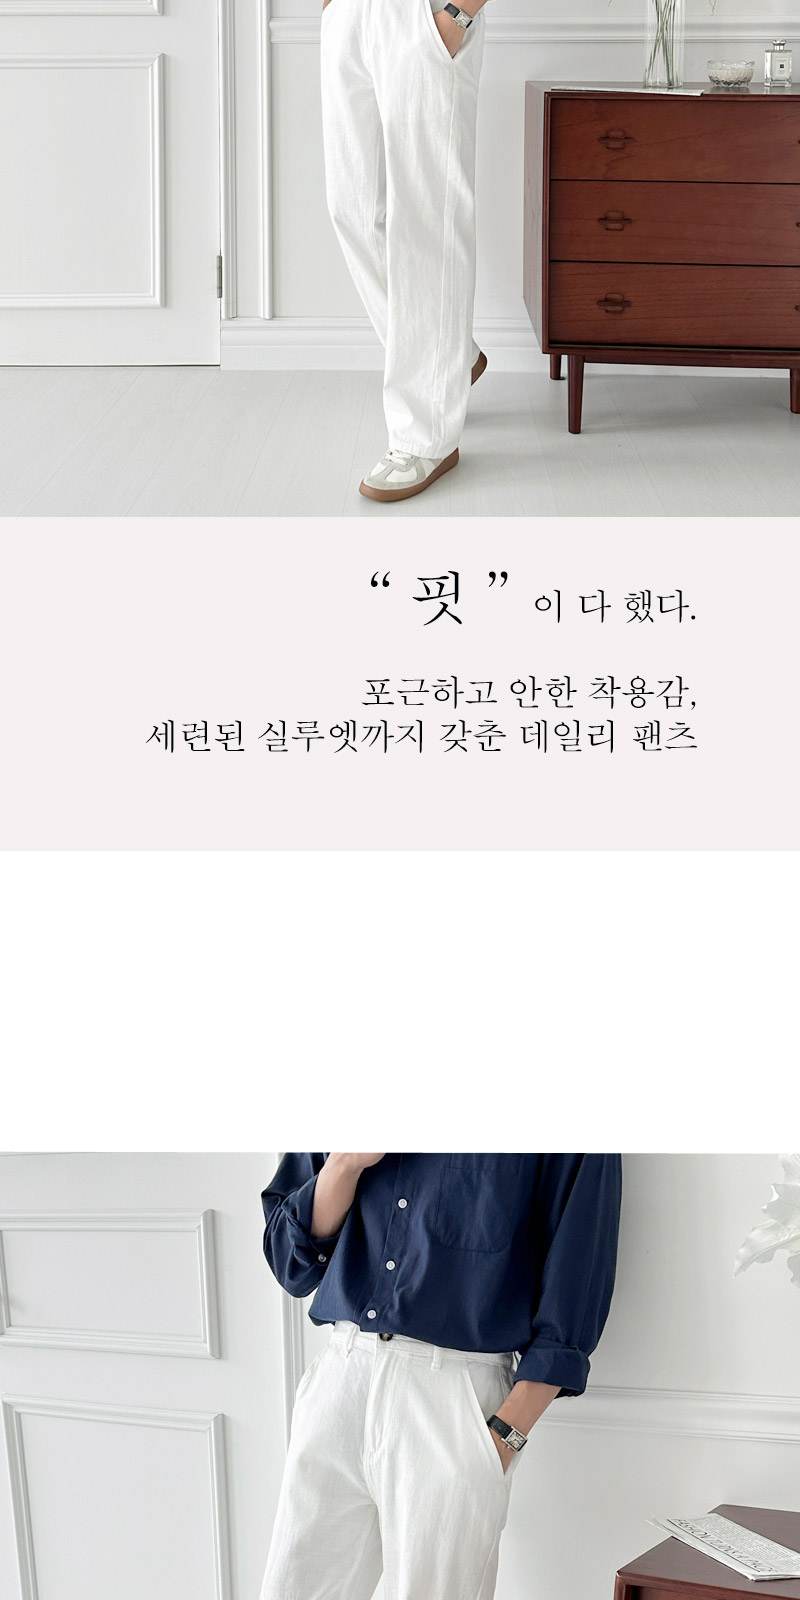 “ 핏 ” 이 다 했다.
포근하고 안한 착용감,
세련된 실루엣까지 갖춘 데일리 팬츠